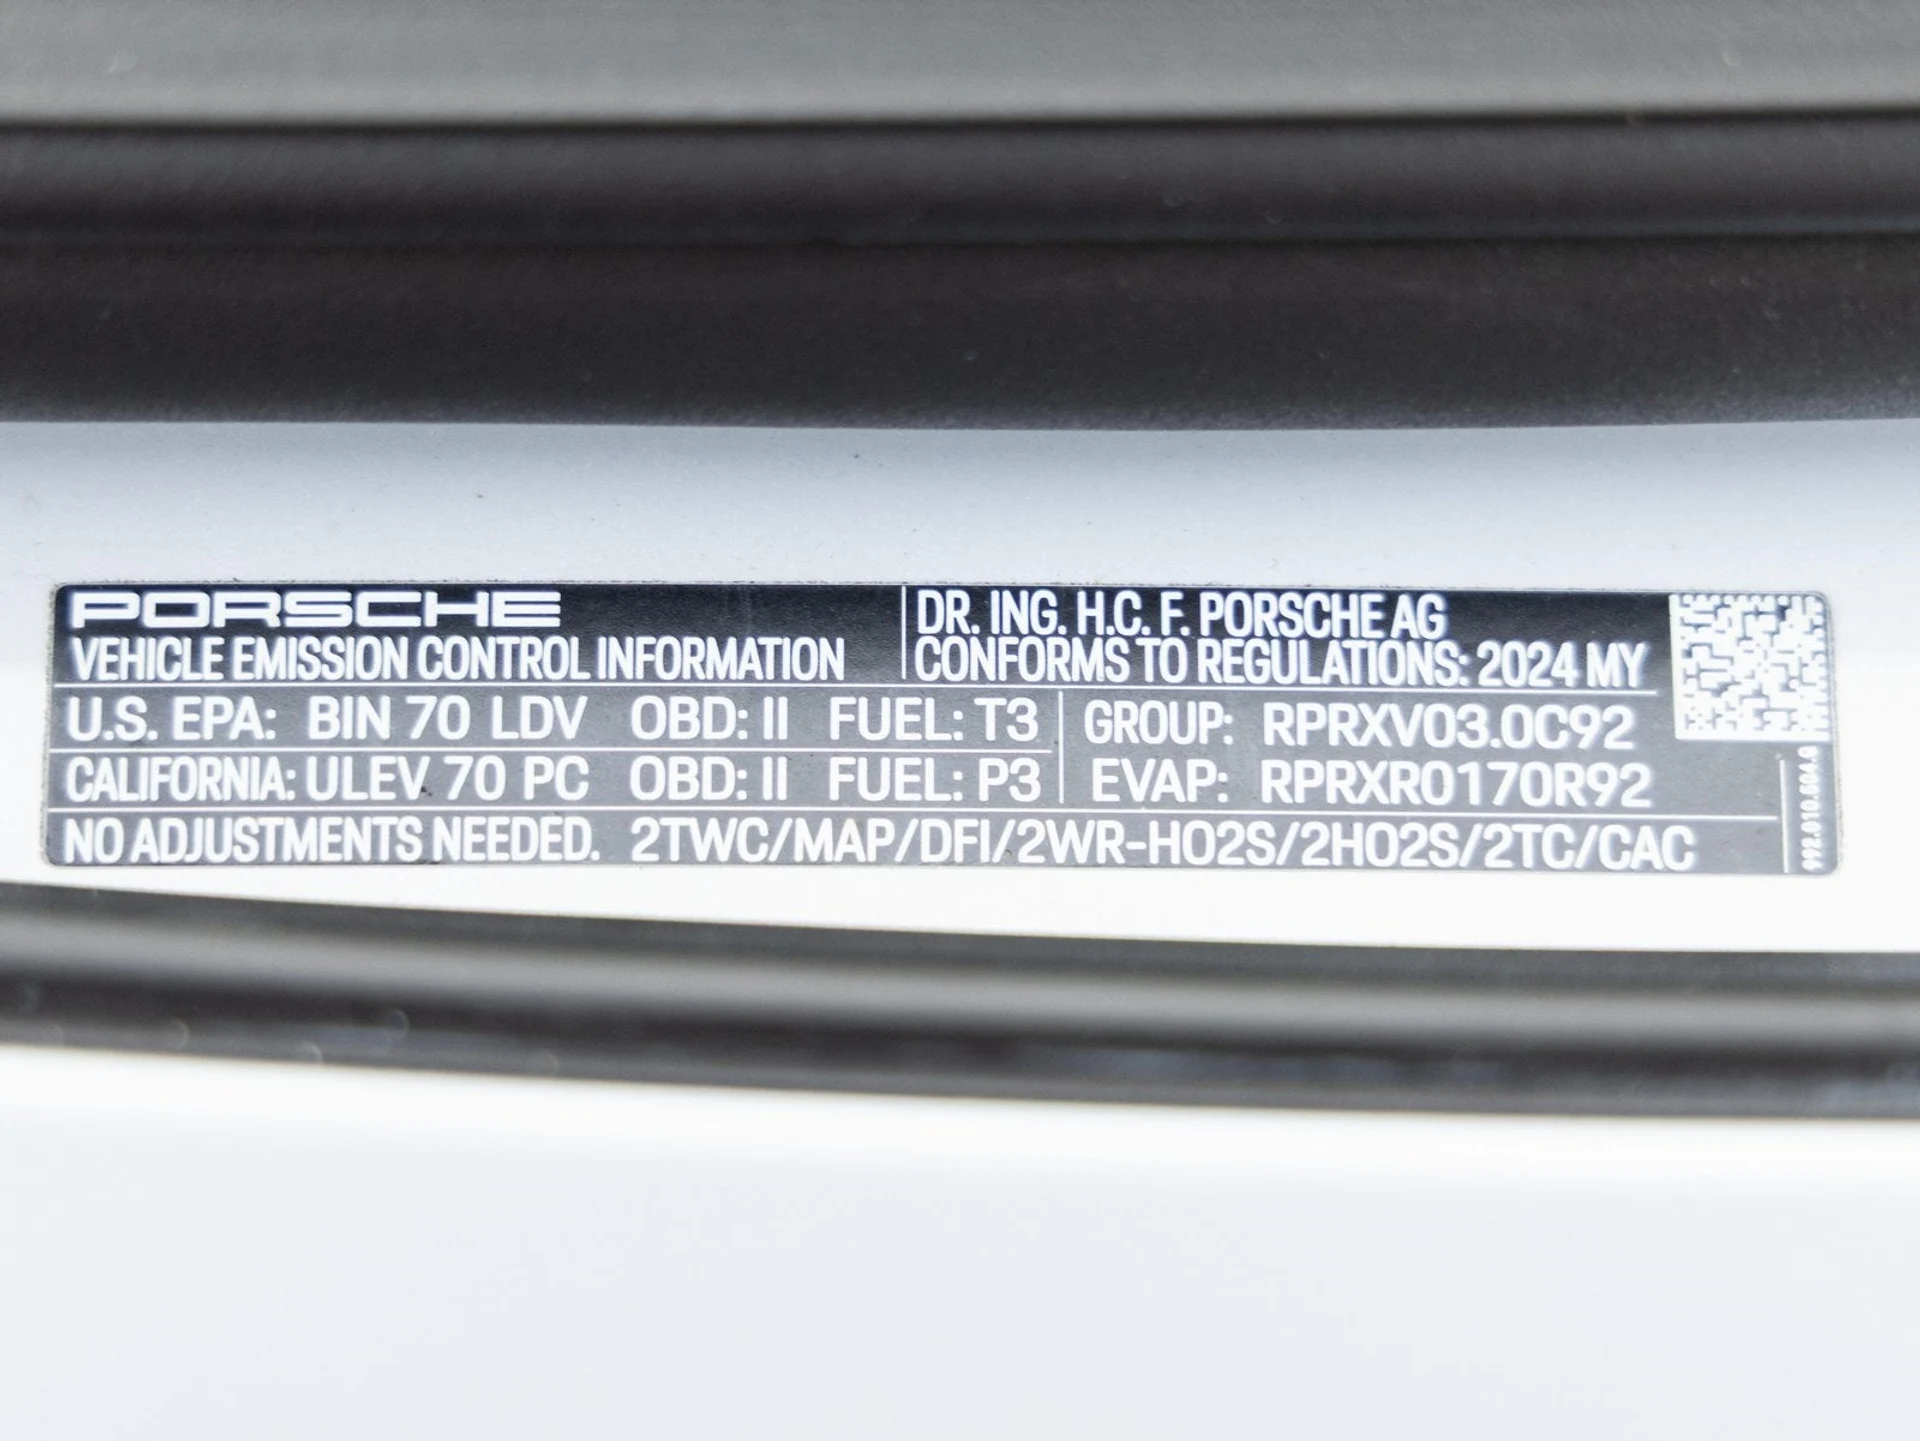 PORSCHE
VEHICLE EMISSION CONTROL INFORMATION
DR. ING. H.C. F. PORSCHE AG
CONFORMS TO REGULATIONS: 2024 MY
U.S. EPA: BIN 70 LDV OBD: II FUEL: T3
GROUP: RPRXV03.0C92
CALIFORNIA: ULEV 70 PC OBD: II FUEL: P3
EVAP: RPRXR0170R92
NO ADJUSTMENTS NEEDED. 2TWC/MAP/DFI/2WR-HO2S/2HO2S/2TC/CAC